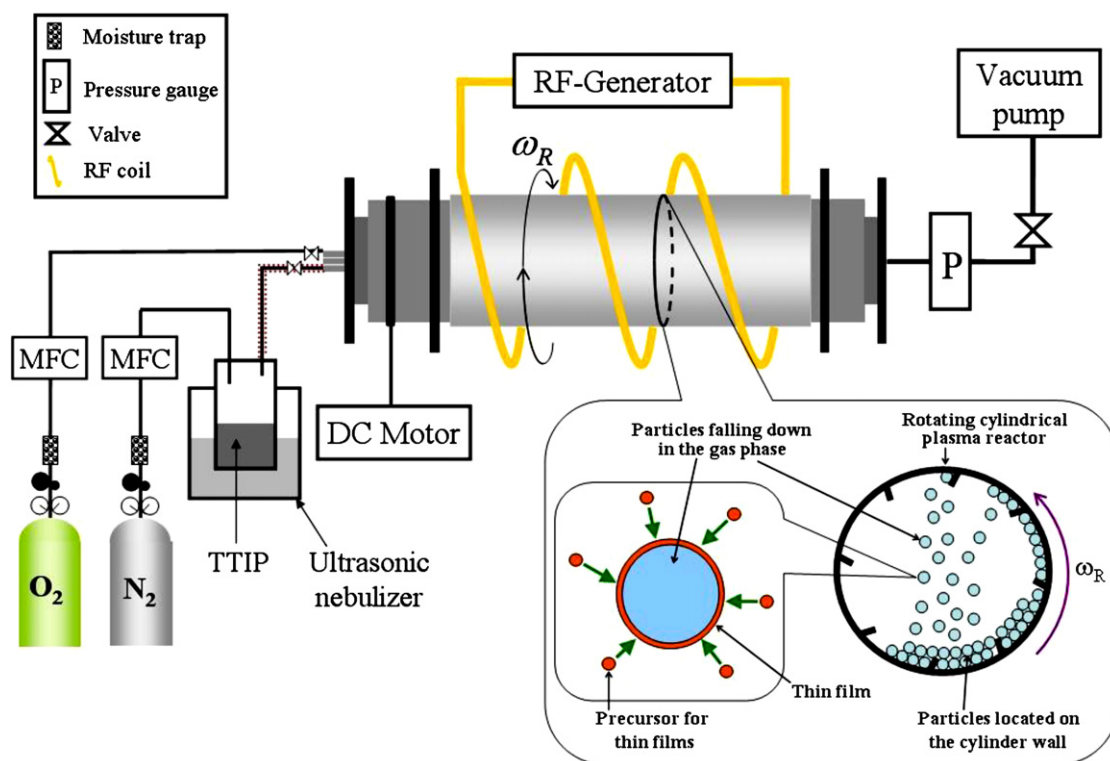 Moisture trap
P
Pressure gauge
Valve
RF coil
RF-Generator
Vacuum
pump
ω_R
P
MFC
MFC
DC Motor
TTIP
Ultrasonic
nebulizer
O₂
N₂
Particles falling down
in the gas phase
Rotating cylindrical
plasma reactor
ω_R
Thin film
Precursor for
thin films
Particles located on
the cylinder wall